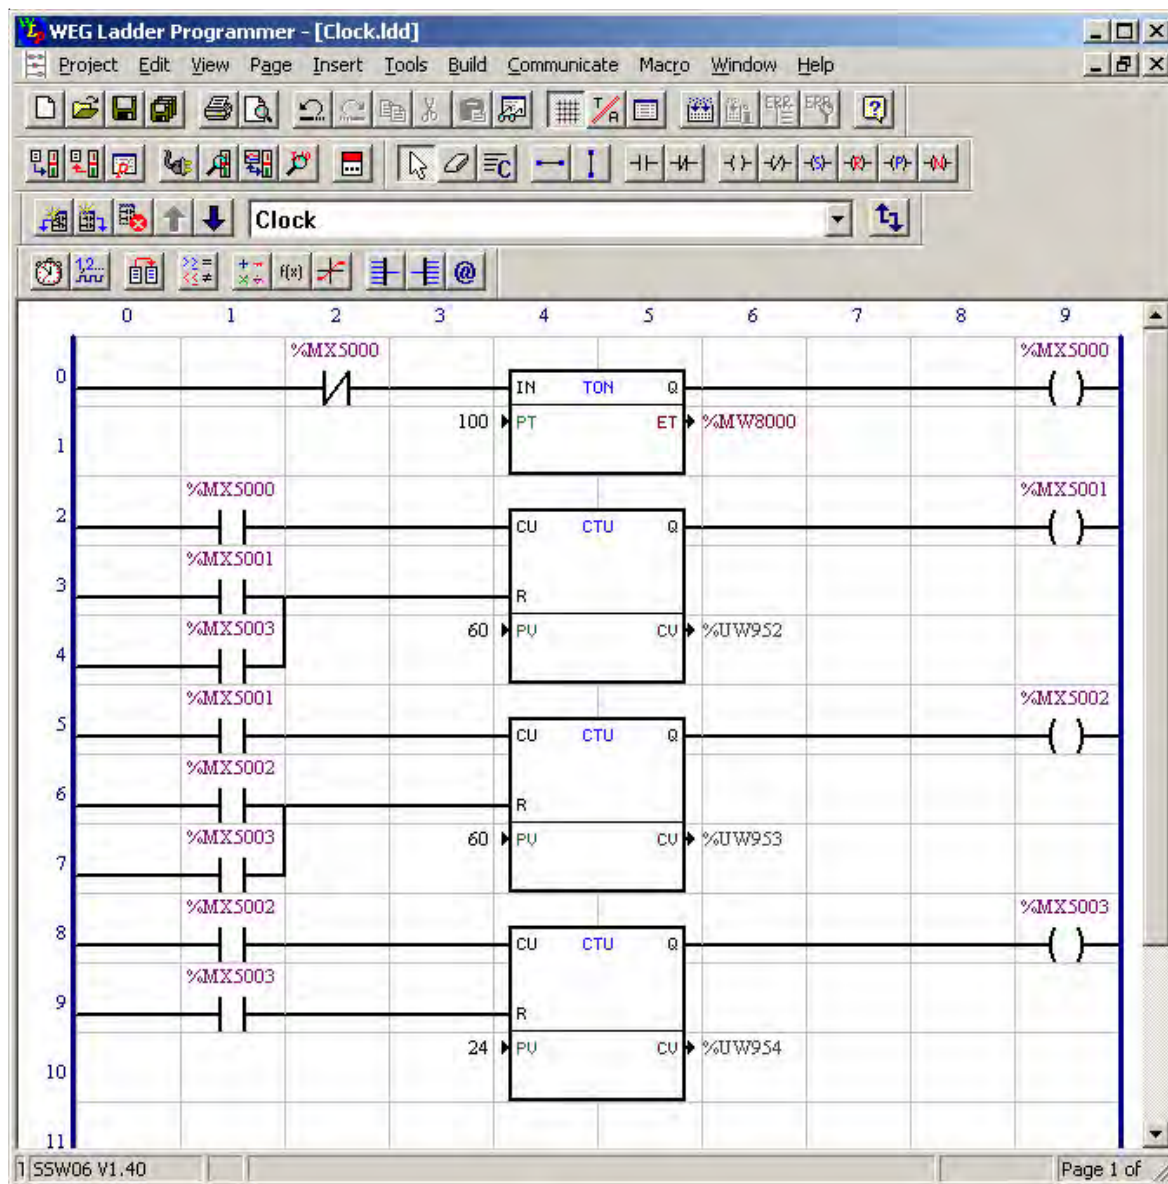 WEG Ladder Programmer - [Clock.ldd]
Project Edit View Page Insert Tools Build Communicate Macro Window Help
Clock
0 1 2 3 4 5 6 7 8 9
%MX5000 %MX5000
0 IN TON Q
100 PT ET %MW8000
1
%MX5000 %MX5001
2 CU CTU Q
%MX5001
3 R
%MX5003 60 PV CV %UW952
4
%MX5001 %MX5002
5 CU CTU Q
%MX5002
6 R
%MX5003 60 PV CV %UW953
7
%MX5002 %MX5003
8 CU CTU Q
%MX5003
9 R
24 PV CV %UW954
10
11
1 SSW06 V1.40 Page 1 of